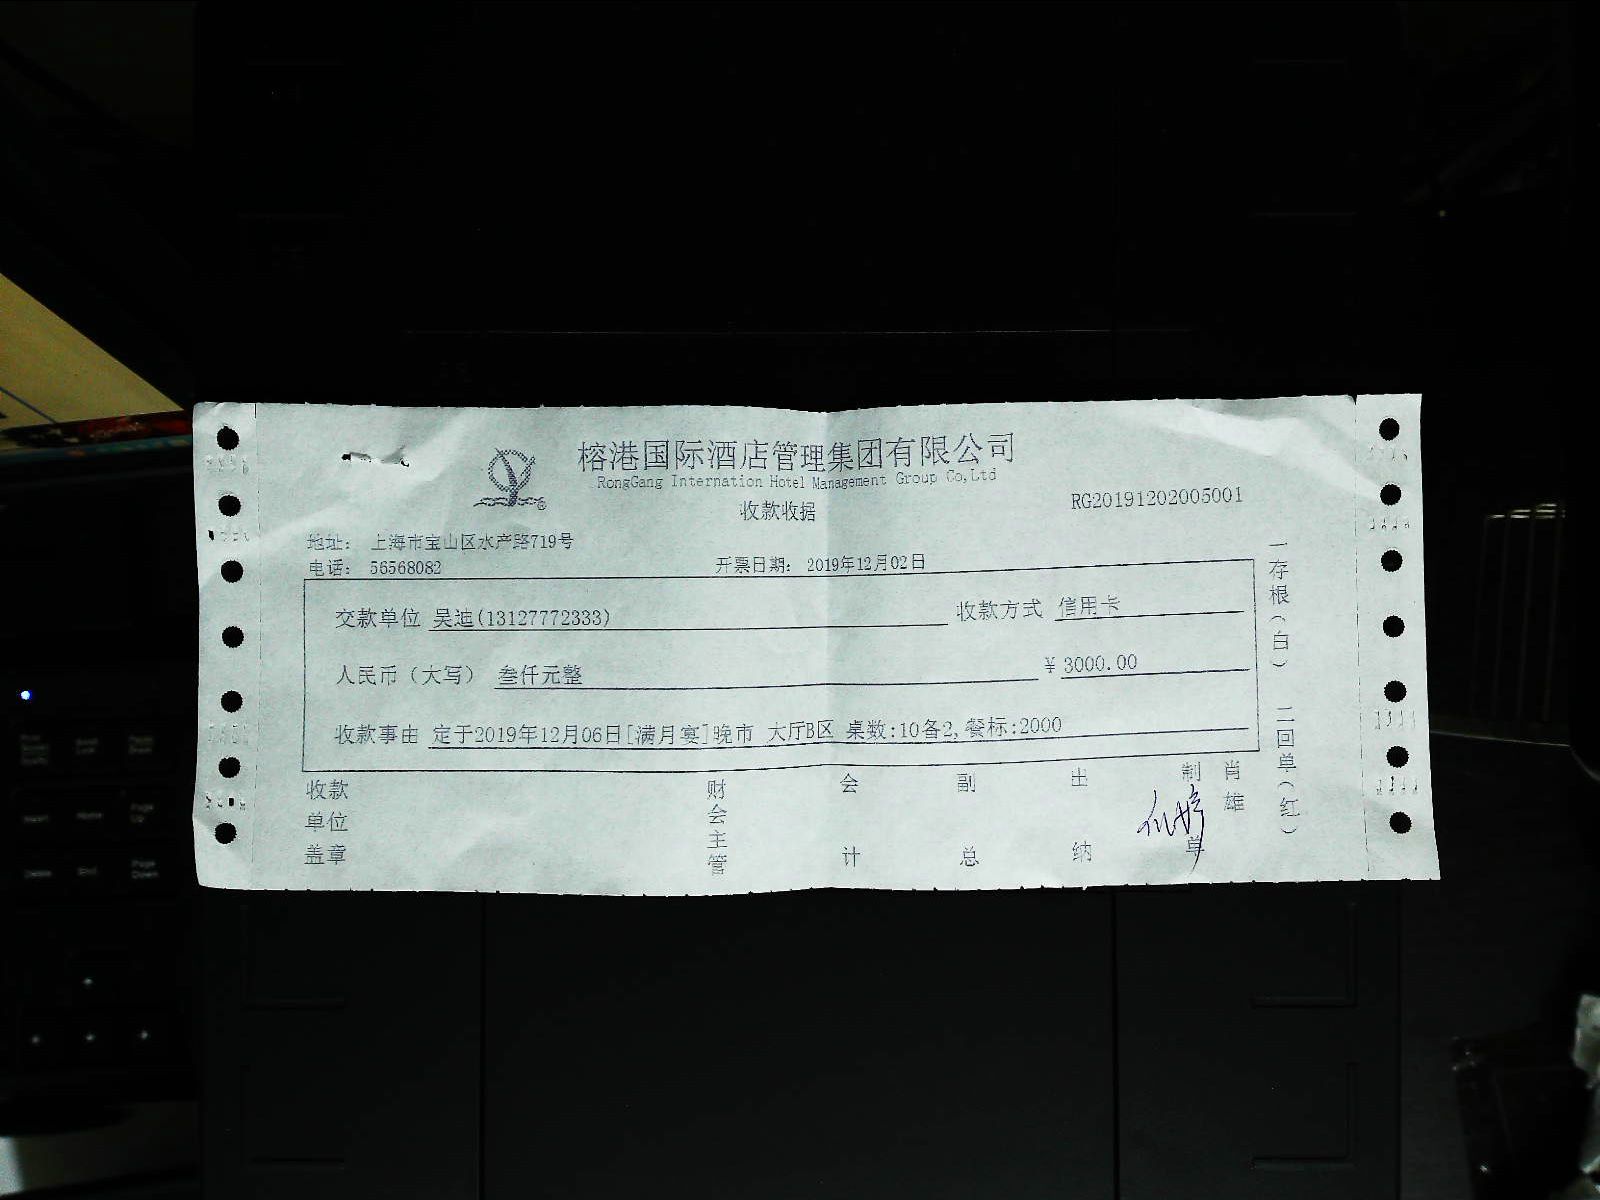 榕港国际酒店管理集团有限公司
RongGang Internation Hotel Management Group Co,Ltd
收款收据
RG20191202005001
地址： 上海市宝山区水产路719号
电话： 56568082
开票日期： 2019年12月02日
交款单位 吴迪(13127772333)
收款方式 信用卡
人民币（大写） 叁仟元整
¥ 3000.00
收款事由 定于2019年12月06日[满月宴]晚市 大厅B区 桌数:10备2,餐标:2000
收款单位盖章
财会主管
会计
副总
出纳
制单
肖雄
一存根（白） 二回单（红）